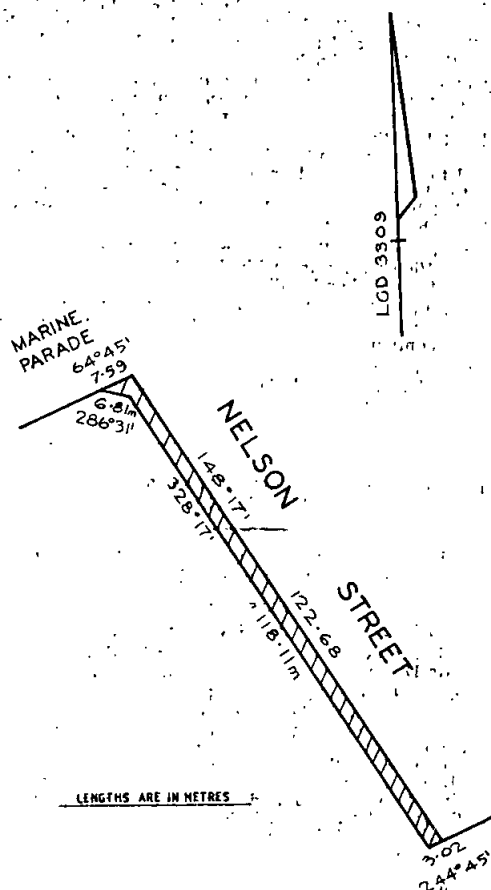 LGD 3309
MARINE.
PARADE
64°45'
7.59
6.81m
286°31'
NELSON
148°17'
328°17'
STREET
122.68
118.11m
LENGTHS ARE IN METRES
3.02
244°45'